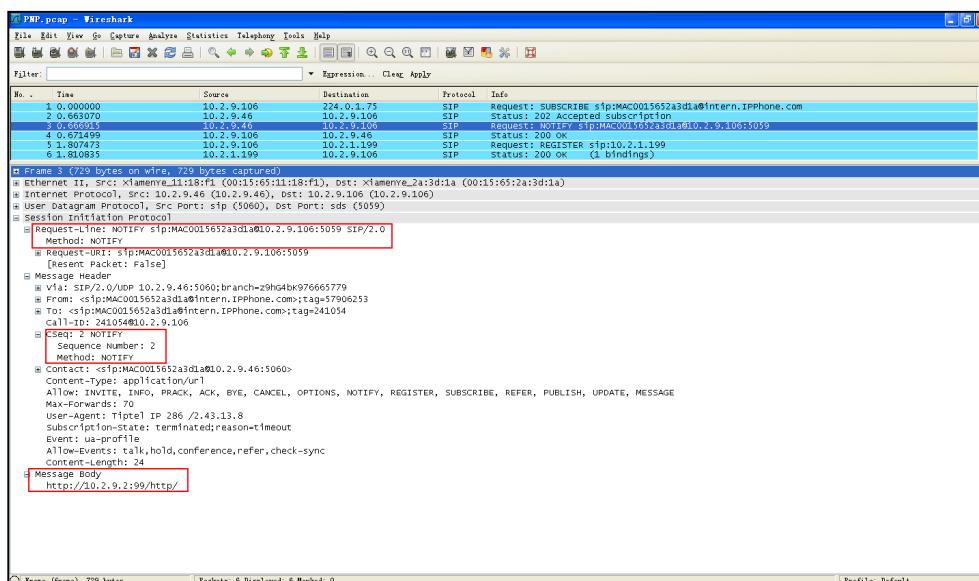 PNP.pcap - Wireshark
File Edit View Go Capture Analyze Statistics Telephony Tools Help
Filter: Expression... Clear Apply
No. . Time Source Destination Protocol Info
1 0.000000 10.2.9.106 224.0.1.75 SIP Request: SUBSCRIBE sip:MAC0015652a3d1a@intern.IPPhone.com
2 0.663070 10.2.9.46 10.2.9.106 SIP Status: 202 Accepted subscription
3 0.666915 10.2.9.46 10.2.9.106 SIP Request: NOTIFY sip:MAC0015652a3d1a@10.2.9.106:5059
4 0.671499 10.2.9.106 10.2.9.46 SIP Status: 200 OK
5 1.807473 10.2.9.106 10.2.1.199 SIP Request: REGISTER sip:10.2.1.199
6 1.810835 10.2.1.199 10.2.9.106 SIP Status: 200 OK (1 bindings)
Frame 3 (729 bytes on wire, 729 bytes captured)
Ethernet II, Src: XiamenYe_11:18:f1 (00:15:65:11:18:f1), Dst: XiamenYe_2a:3d:1a (00:15:65:2a:3d:1a)
Internet Protocol, Src: 10.2.9.46 (10.2.9.46), Dst: 10.2.9.106 (10.2.9.106)
User Datagram Protocol, Src Port: sip (5060), Dst Port: sds (5059)
Session Initiation Protocol
Request-Line: NOTIFY sip:MAC0015652a3d1a@10.2.9.106:5059 SIP/2.0
Method: NOTIFY
Request-URI: sip:MAC0015652a3d1a@10.2.9.106:5059
[Resent Packet: False]
Message Header
Via: SIP/2.0/UDP 10.2.9.46:5060;branch=z9hG4bK976665779
From: <sip:MAC0015652a3d1a@intern.IPPhone.com>;tag=57906253
To: <sip:MAC0015652a3d1a@intern.IPPhone.com>;tag=241054
Call-ID: 241054@10.2.9.106
CSeq: 2 NOTIFY
Sequence Number: 2
Method: NOTIFY
Contact: <sip:MAC0015652a3d1a@10.2.9.46:5060>
Content-Type: application/url
Allow: INVITE, INFO, PRACK, ACK, BYE, CANCEL, OPTIONS, NOTIFY, REGISTER, SUBSCRIBE, REFER, PUBLISH, UPDATE, MESSAGE
Max-Forwards: 70
User-Agent: Tiptel IP 286 /2.43.13.8
Subscription-State: terminated;reason=timeout
Event: ua-profile
Allow-Events: talk,hold,conference,refer,check-sync
Content-Length: 24
Message Body
http://10.2.9.2:99/http/
Frame (frame), 729 bytes Packets: 6 Displayed: 6 Marked: 0 Profile: Default